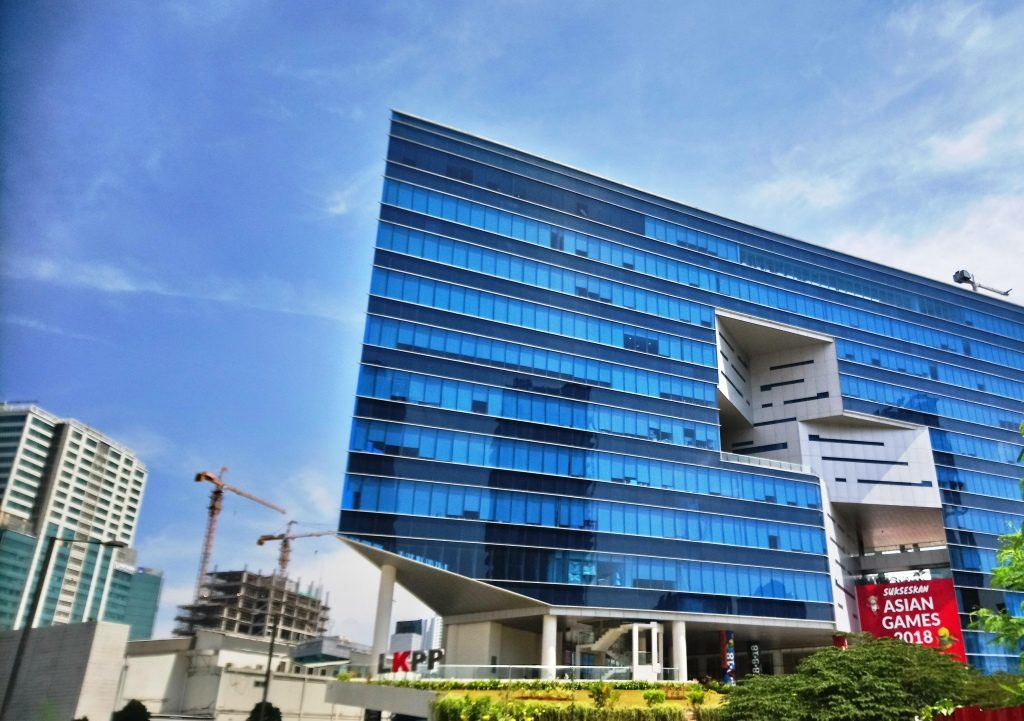 LKPP
SUKSESKAN
ASIAN
GAMES
2018